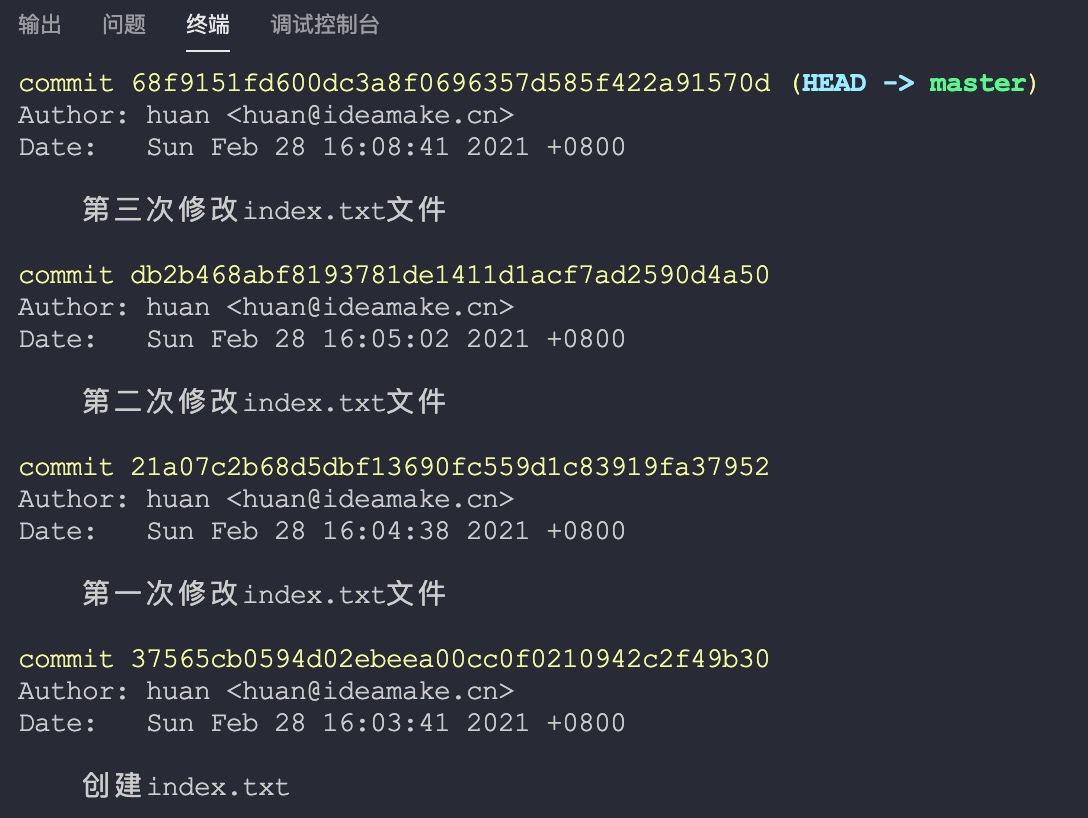 输出 问题 终端 调试控制台
commit 68f9151fd600dc3a8f0696357d585f422a91570d (HEAD -> master)
Author: huan <huan@ideamake.cn>
Date:   Sun Feb 28 16:08:41 2021 +0800
第三次修改index.txt文件
commit db2b468abf8193781de1411d1acf7ad2590d4a50
Author: huan <huan@ideamake.cn>
Date:   Sun Feb 28 16:05:02 2021 +0800
第二次修改index.txt文件
commit 21a07c2b68d5dbf13690fc559d1c83919fa37952
Author: huan <huan@ideamake.cn>
Date:   Sun Feb 28 16:04:38 2021 +0800
第一次修改index.txt文件
commit 37565cb0594d02ebeea00cc0f0210942c2f49b30
Author: huan <huan@ideamake.cn>
Date:   Sun Feb 28 16:03:41 2021 +0800
创建index.txt